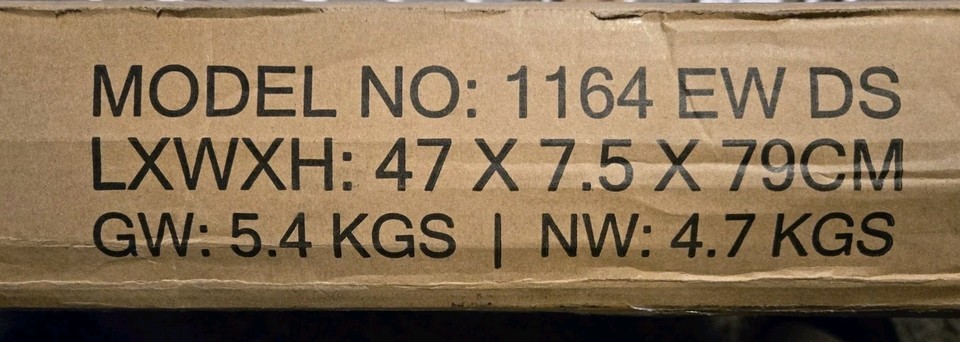 MODEL NO: 1164 EW DS
LXWXH: 47 X 7.5 X 79CM
GW: 5.4 KGS | NW: 4.7 KGS